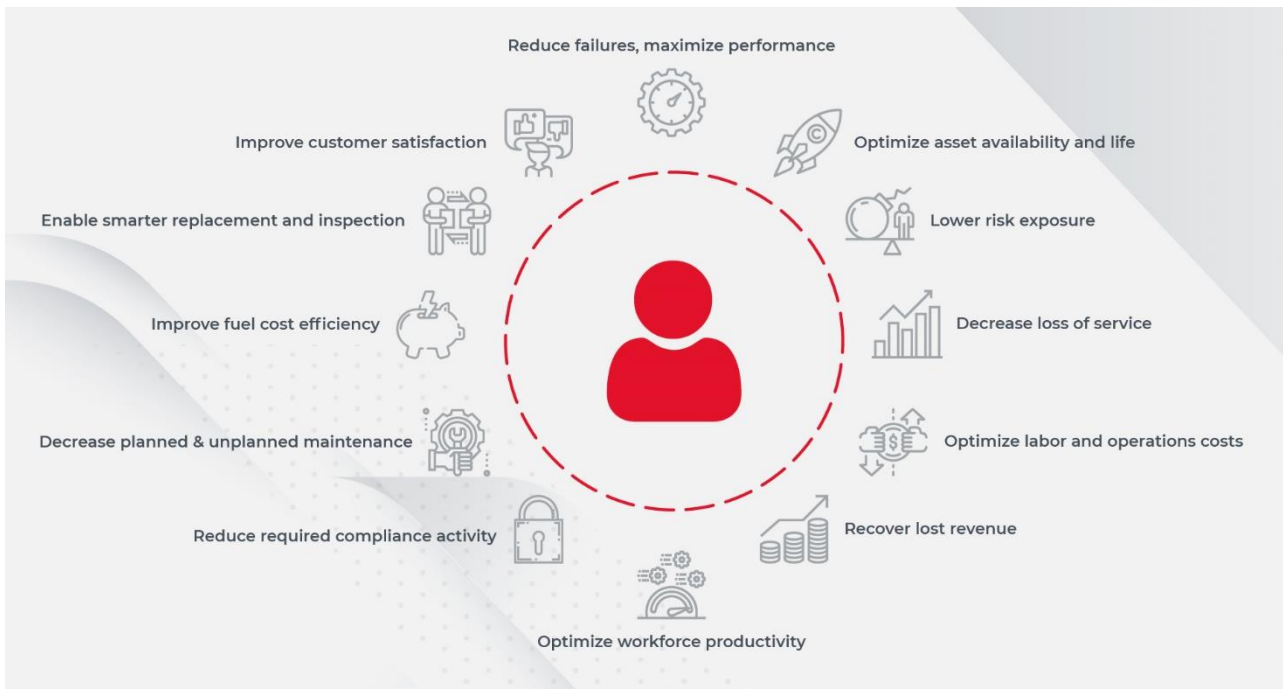 Reduce failures, maximize performance
Improve customer satisfaction
Optimize asset availability and life
Enable smarter replacement and inspection
Lower risk exposure
Improve fuel cost efficiency
Decrease loss of service
Decrease planned & unplanned maintenance
Optimize labor and operations costs
Reduce required compliance activity
Recover lost revenue
Optimize workforce productivity
C
$